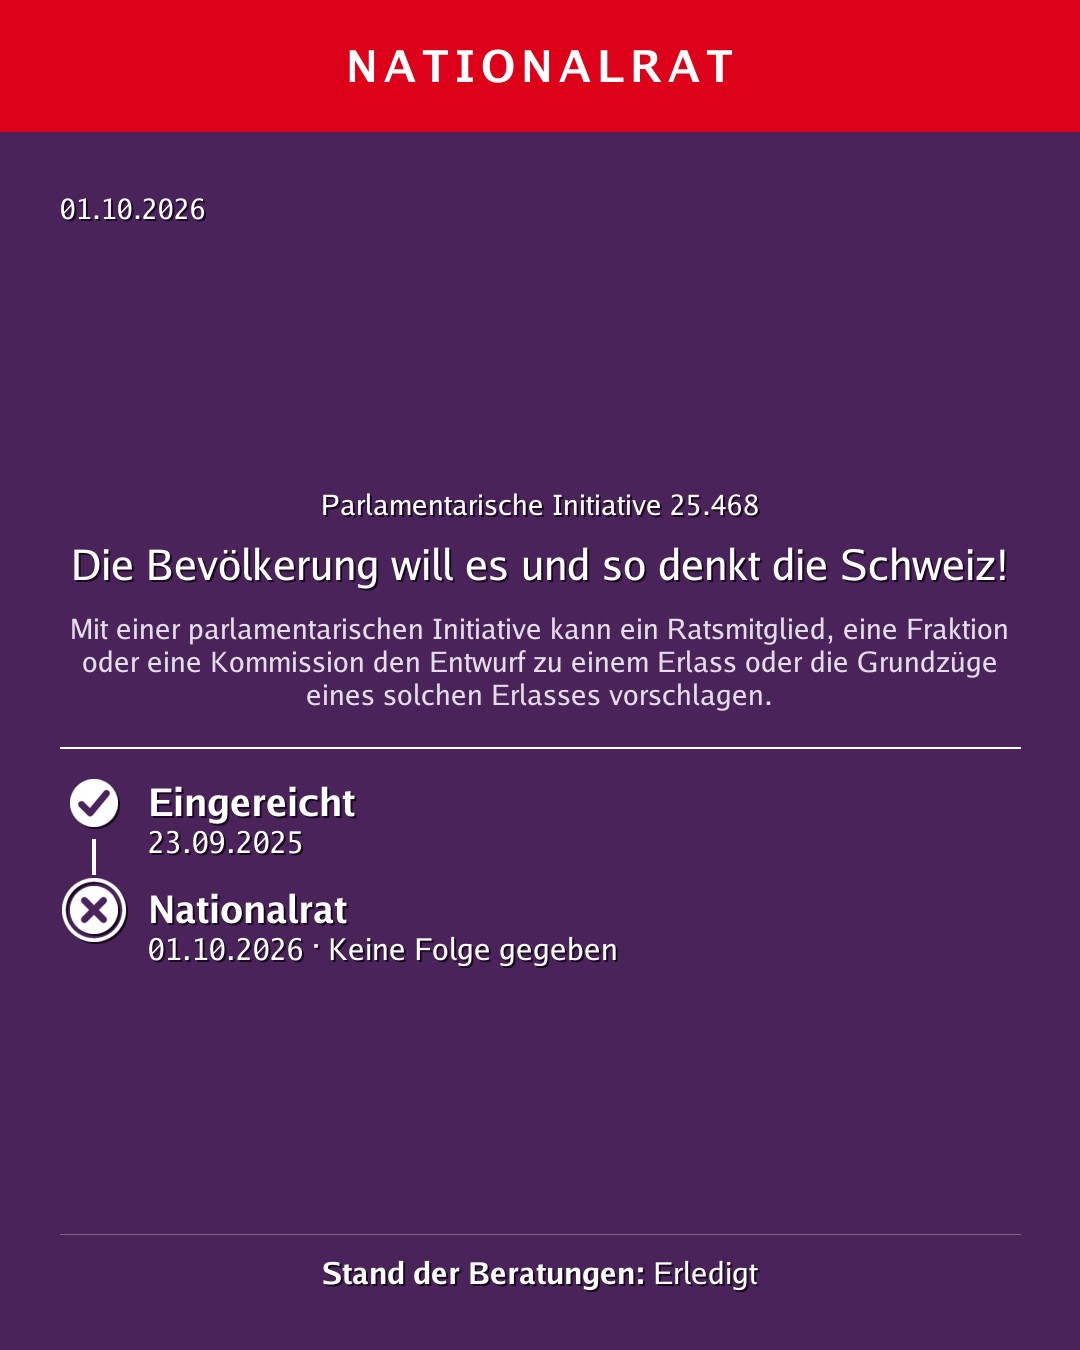 NATIONALRAT
01.10.2026
Parlamentarische Initiative 25.468
Die Bevölkerung will es und so denkt die Schweiz!
Mit einer parlamentarischen Initiative kann ein Ratsmitglied, eine Fraktion
oder eine Kommission den Entwurf zu einem Erlass oder die Grundzüge
eines solchen Erlasses vorschlagen.
Eingereicht
23.09.2025
Nationalrat
01.10.2026 · Keine Folge gegeben
Stand der Beratungen: Erledigt